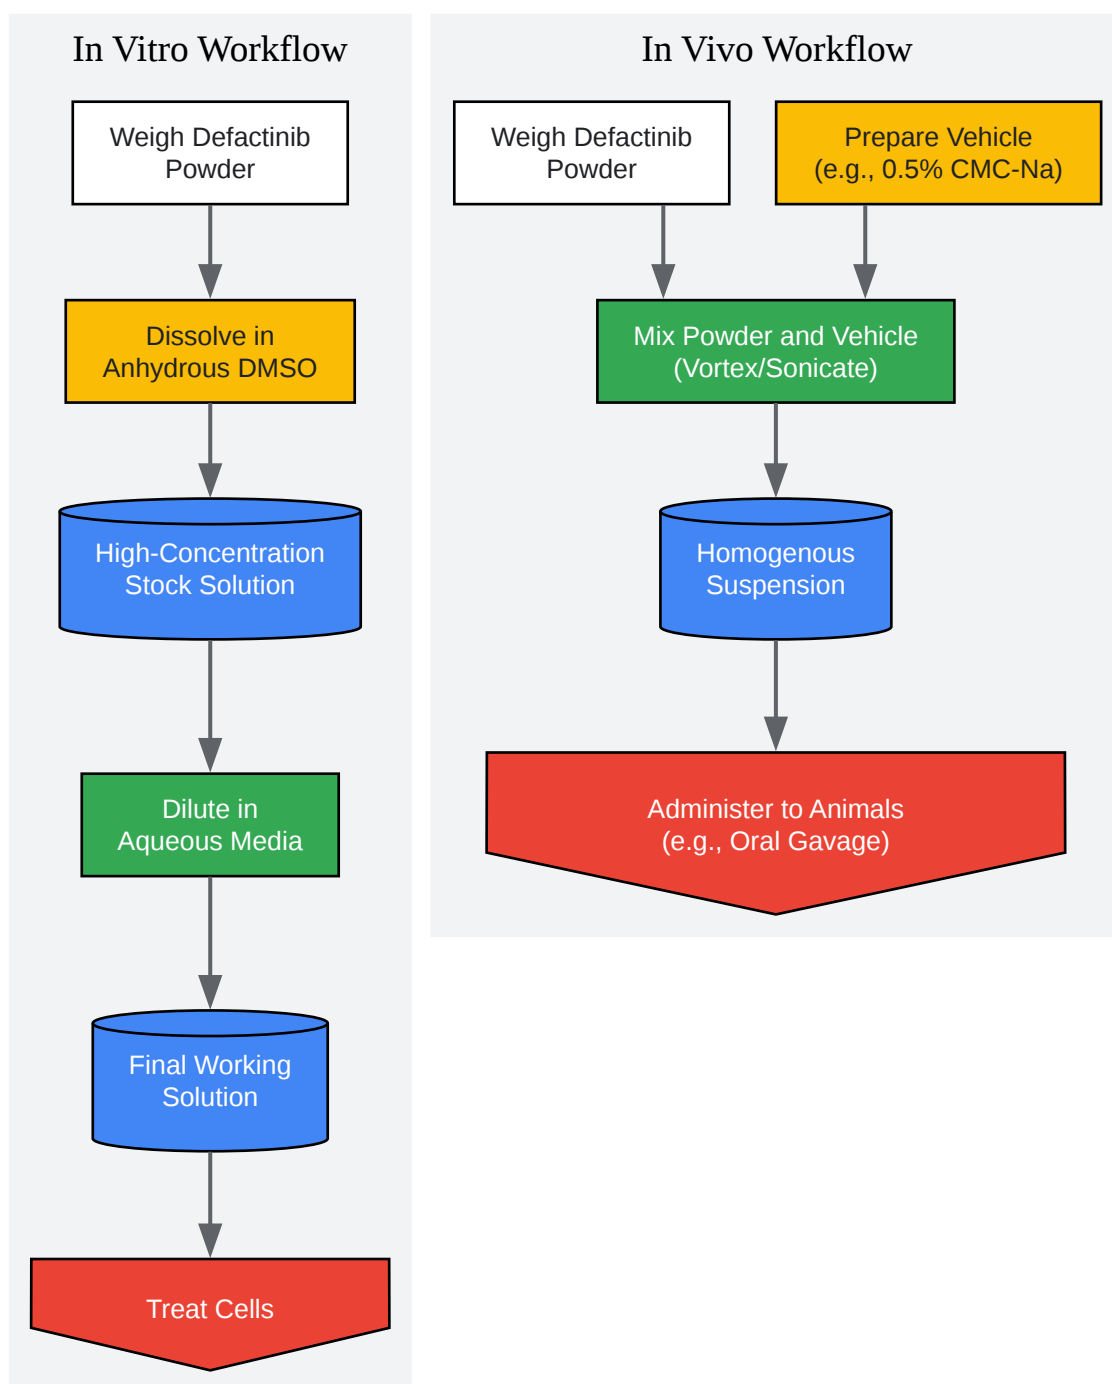 In Vitro Workflow
Weigh Defactinib
Powder
Dissolve in
Anhydrous DMSO
High-Concentration
Stock Solution
Dilute in
Aqueous Media
Final Working
Solution
Treat Cells
In Vivo Workflow
Weigh Defactinib
Powder
Prepare Vehicle
(e.g., 0.5% CMC-Na)
Mix Powder and Vehicle
(Vortex/Sonicate)
Homogenous
Suspension
Administer to Animals
(e.g., Oral Gavage)